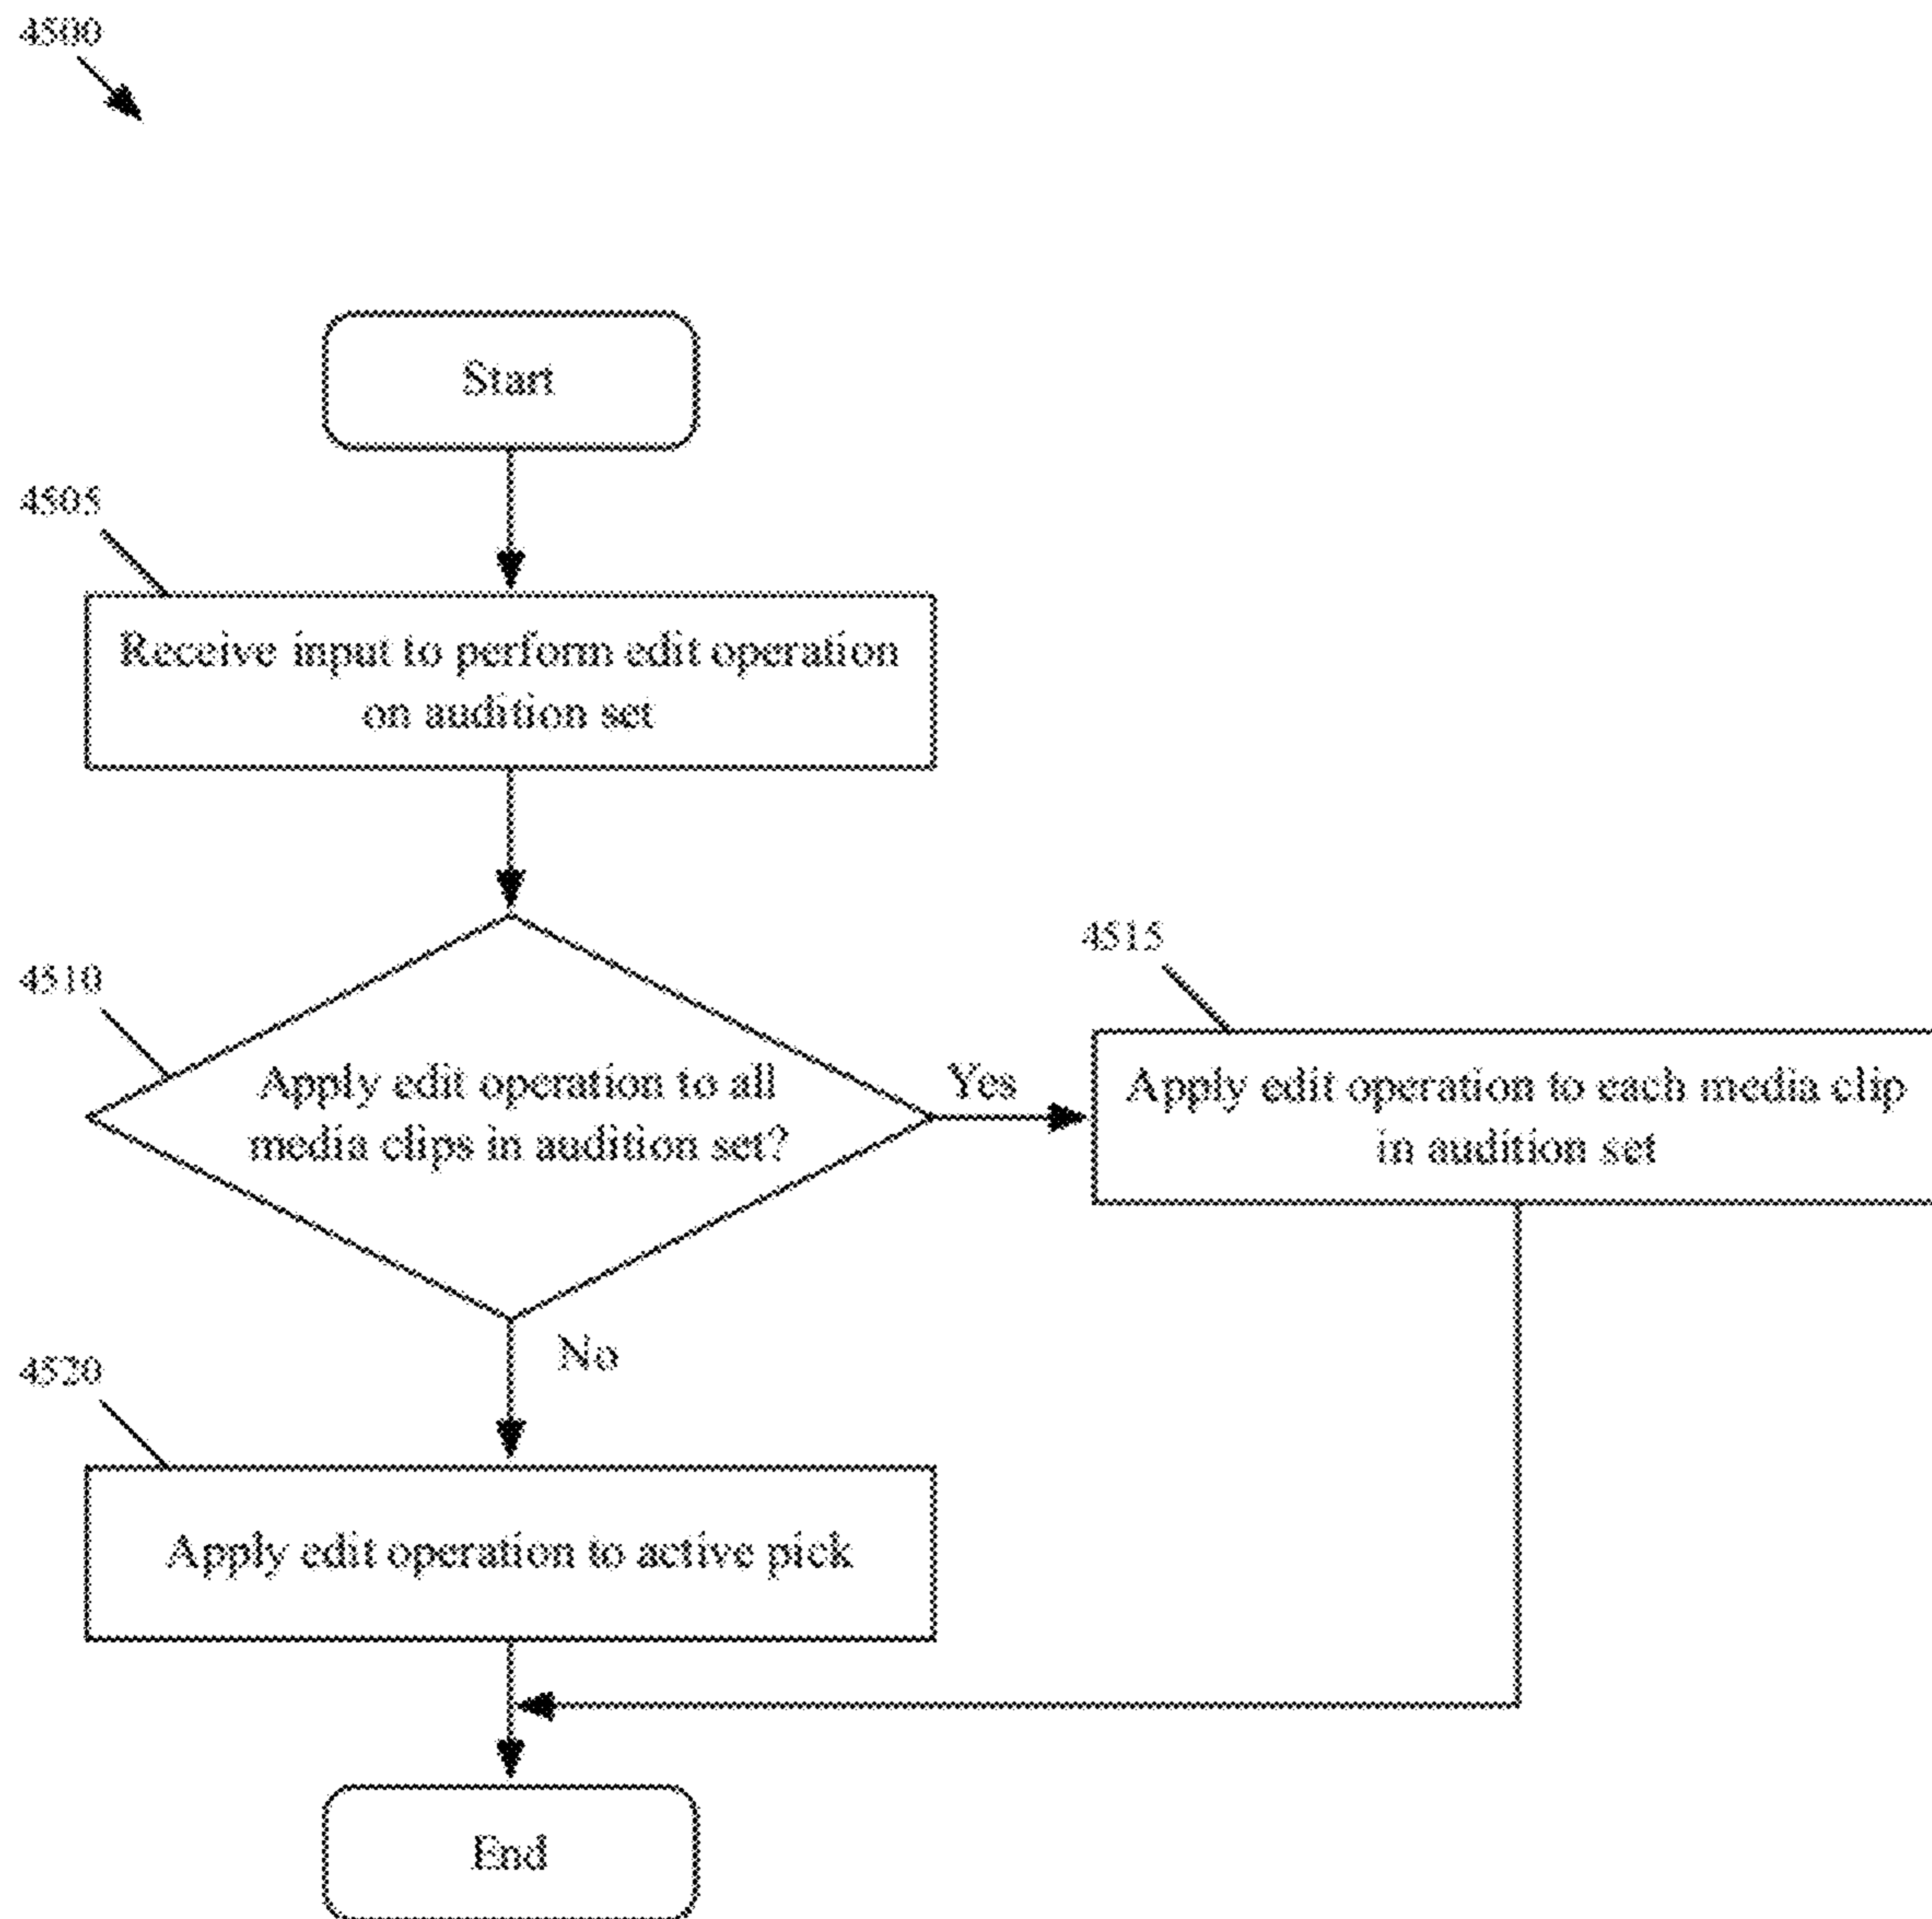 4500
Start
4505
Receive input to perform edit operation
on audition set
4510
Apply edit operation to all
media clips in audition set?
Yes
4515
Apply edit operation to each media clip
in audition set
No
4520
Apply edit operation to active pick
End